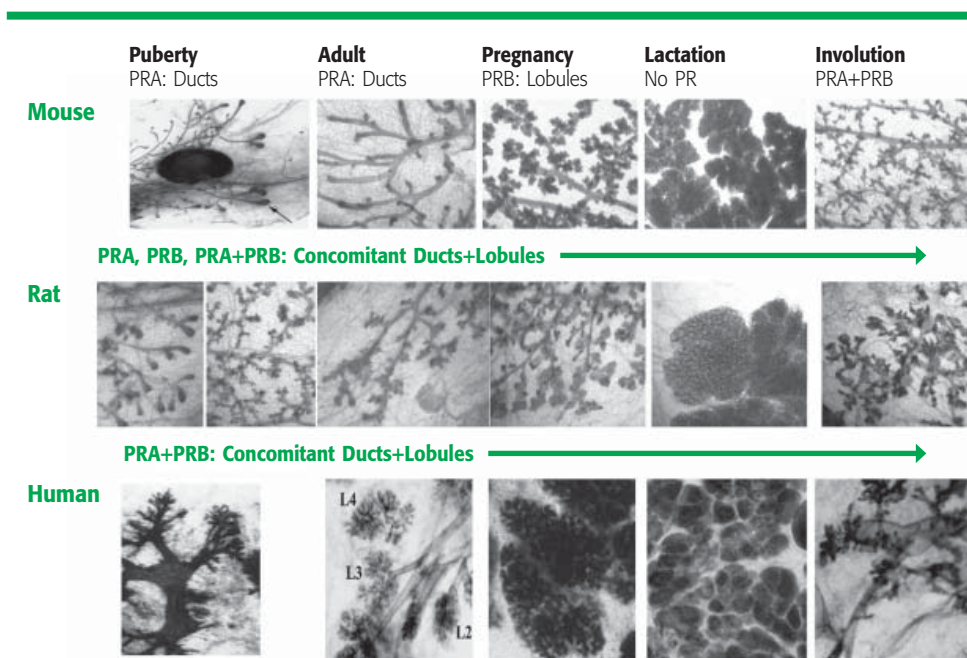 Puberty
PRA: Ducts
Adult
PRA: Ducts
Pregnancy
PRB: Lobules
Lactation
No PR
Involution
PRA+PRB
Mouse
PRA, PRB, PRA+PRB: Concomitant Ducts+Lobules
Rat
PRA+PRB: Concomitant Ducts+Lobules
Human
L4
L3
L2